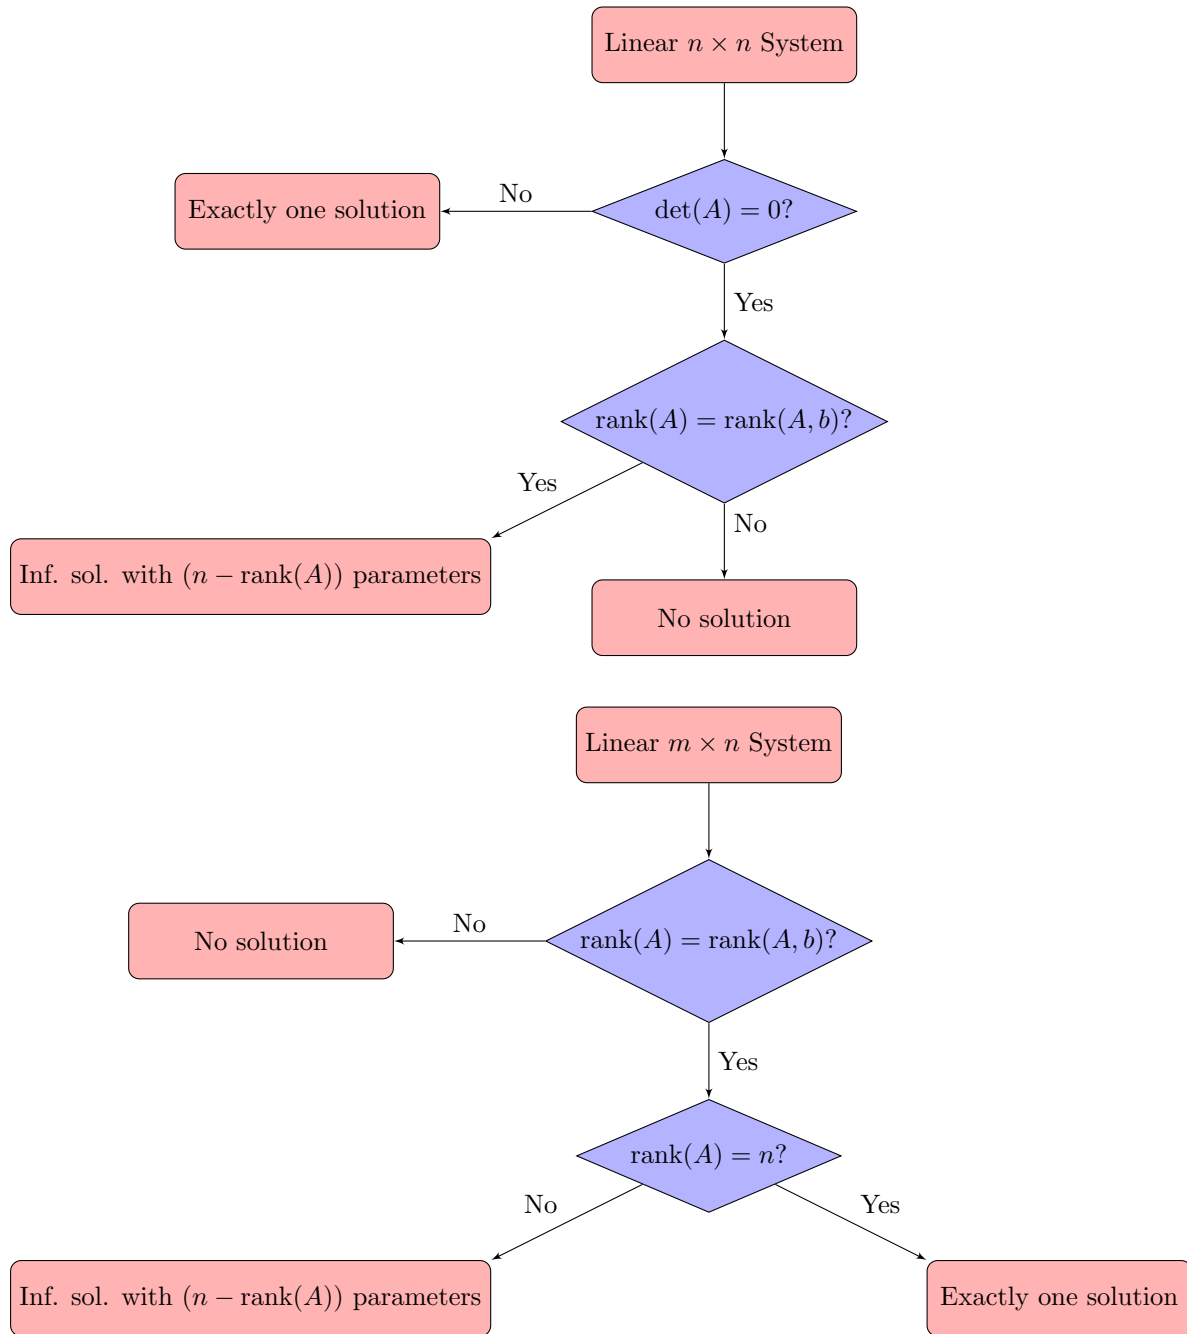 Linear $n \times n$ System
det($A$) = 0?
No
Exactly one solution
Yes
rank($A$) = rank($A, b$)?
Yes
No
Inf. sol. with ($n$ − rank($A$)) parameters
No solution
Linear $m \times n$ System
rank($A$) = rank($A, b$)?
No
No solution
Yes
rank($A$) = $n$?
No
Yes
Inf. sol. with ($n$ − rank($A$)) parameters
Exactly one solution